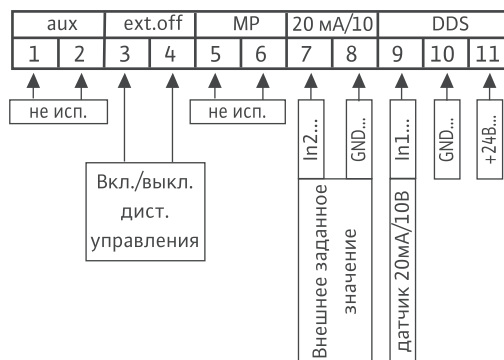 aux ext.off MP 20 мА/10 DDS
1 2 3 4 5 6 7 8 9 10 11
не исп.
не исп.
Вкл./выкл.
дист.
управления
In2...
GND...
In1...
GND...
+24В...
Внешнее заданное
значение
датчик 20мА/10В